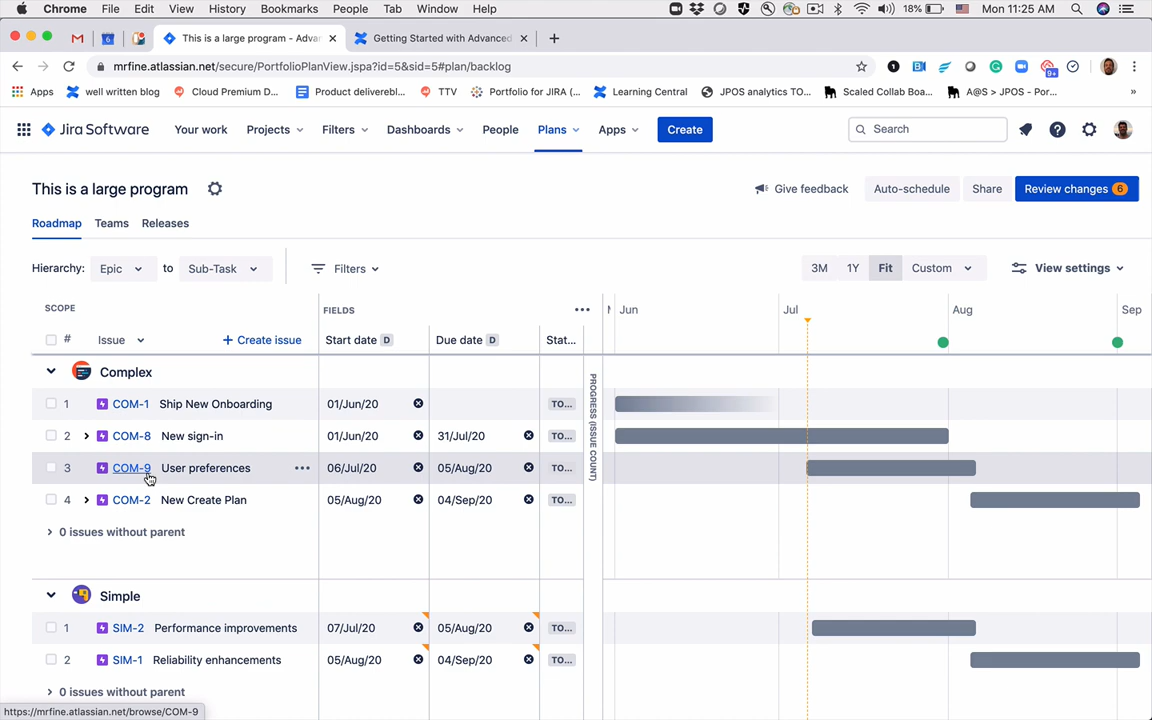 Chrome File Edit View History Bookmarks People Tab Window Help 18% Mon 11:25 AM
6 This is a large program - Advan Getting Started with Advanced
mrfine.atlassian.net/secure/PortfolioPlanView.jspa?id=5&sid=5#plan/backlog 9+
Apps well written blog Cloud Premium D... Product deliverebl... TTV Portfolio for JIRA (... Learning Central JPOS analytics TO... Scaled Collab Boa... A@S > JPOS - Por... »
Jira Software Your work Projects Filters Dashboards People Plans Apps Create Search
This is a large program Give feedback Auto-schedule Share Review changes 6
Roadmap Teams Releases
Hierarchy: Epic to Sub-Task Filters 3M 1Y Fit Custom View settings
SCOPE FIELDS ••• M Jun Jul Aug Sep
# Issue + Create issue Start date D Due date D Stat...
PROGRESS (ISSUE COUNT)
Complex
1 COM-1 Ship New Onboarding 01/Jun/20 TO...
2 COM-8 New sign-in 01/Jun/20 31/Jul/20 TO...
3 COM-9 User preferences ••• 06/Jul/20 05/Aug/20 TO...
4 COM-2 New Create Plan 05/Aug/20 04/Sep/20 TO...
0 issues without parent
Simple
1 SIM-2 Performance improvements 07/Jul/20 05/Aug/20 TO...
2 SIM-1 Reliability enhancements 05/Aug/20 04/Sep/20 TO...
0 issues without parent
https://mrfine.atlassian.net/browse/COM-9